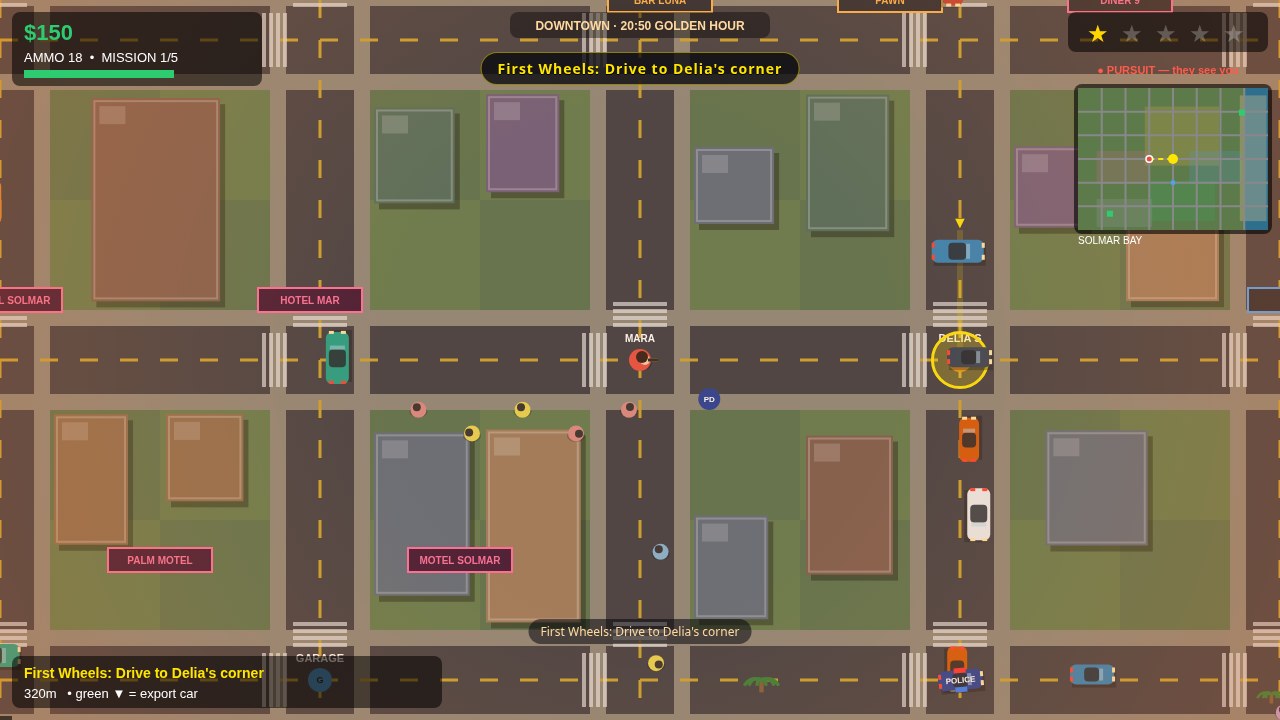 BAR LUNA
PAWN
DINER 9
$150
AMMO 18 • MISSION 1/5
DOWNTOWN · 20:50 GOLDEN HOUR
First Wheels: Drive to Delia's corner
● PURSUIT — they see you
SOLMAR BAY
L SOLMAR
HOTEL MAR
MARA
DELIA'S
PD
PALM MOTEL
MOTEL SOLMAR
First Wheels: Drive to Delia's corner
GARAGE
G
POLICE
First Wheels: Drive to Delia's corner
320m • green ▼ = export car